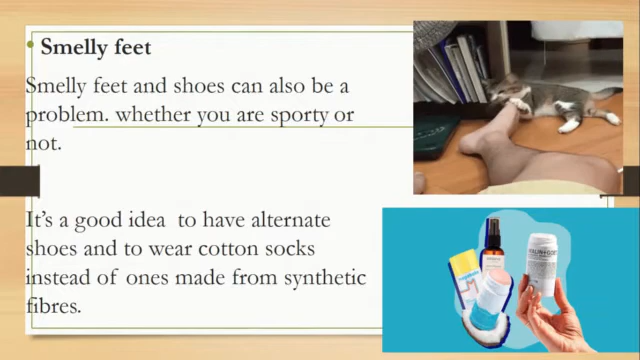 • Smelly feet
Smelly feet and shoes can also be a
problem. whether you are sporty or
not.
It's a good idea  to have alternate
shoes and to wear cotton socks
instead of ones made from synthetic
fibres.